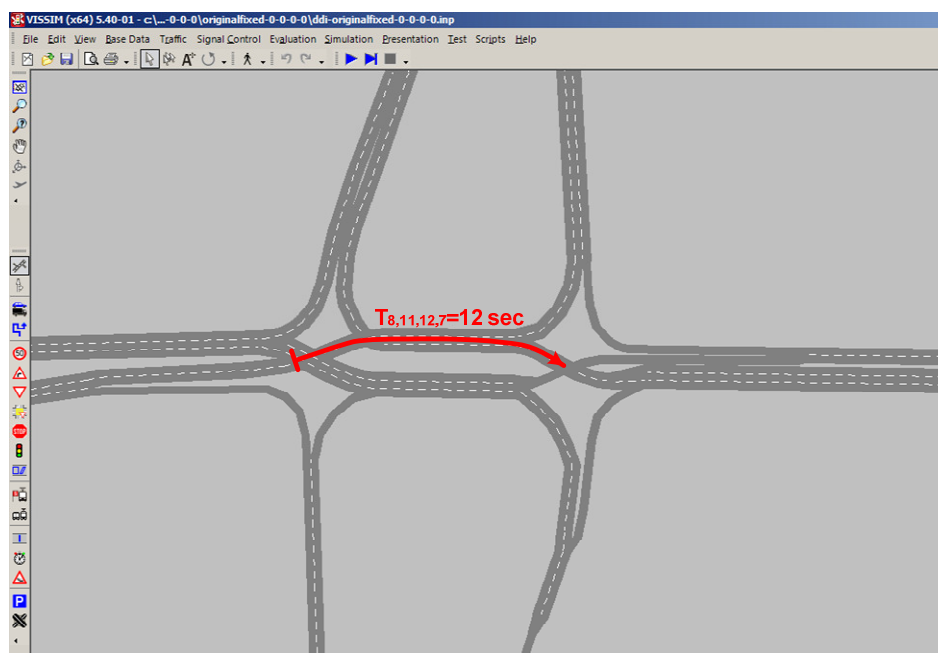 VISSIM (x64) 5.40-01 - c:\...-0-0-0\originalfixed-0-0-0-0\ddi-originalfixed-0-0-0-0.inp
File Edit View Base Data Traffic Signal Control Evaluation Simulation Presentation Test Scripts Help
T8,11,12,7=12 sec
50
STOP
P